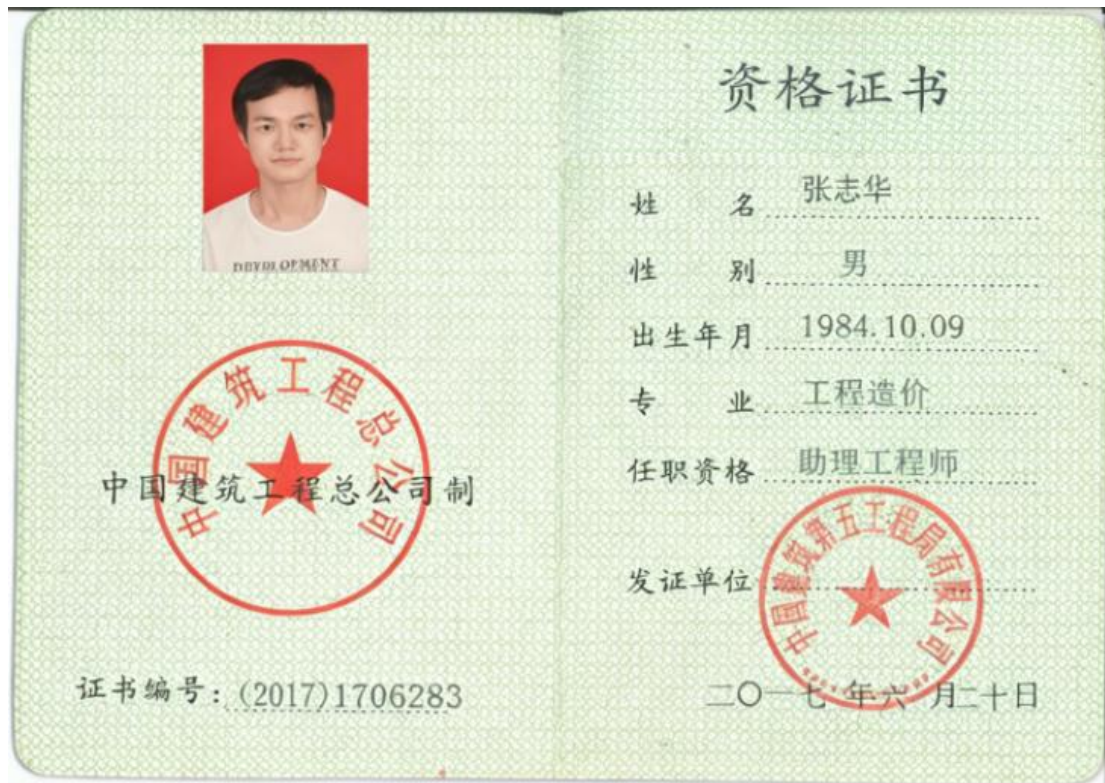 DEVELOPMENT
中国建筑工程总公司
中国建筑工程总公司制
证书编号：(2017)1706283
资格证书
姓 名 张志华
性 别 男
出生年月 1984.10.09
专 业 工程造价
任职资格 助理工程师
发证单位
中国建筑第五工程局有限公司
二〇一七 年六 月二十日